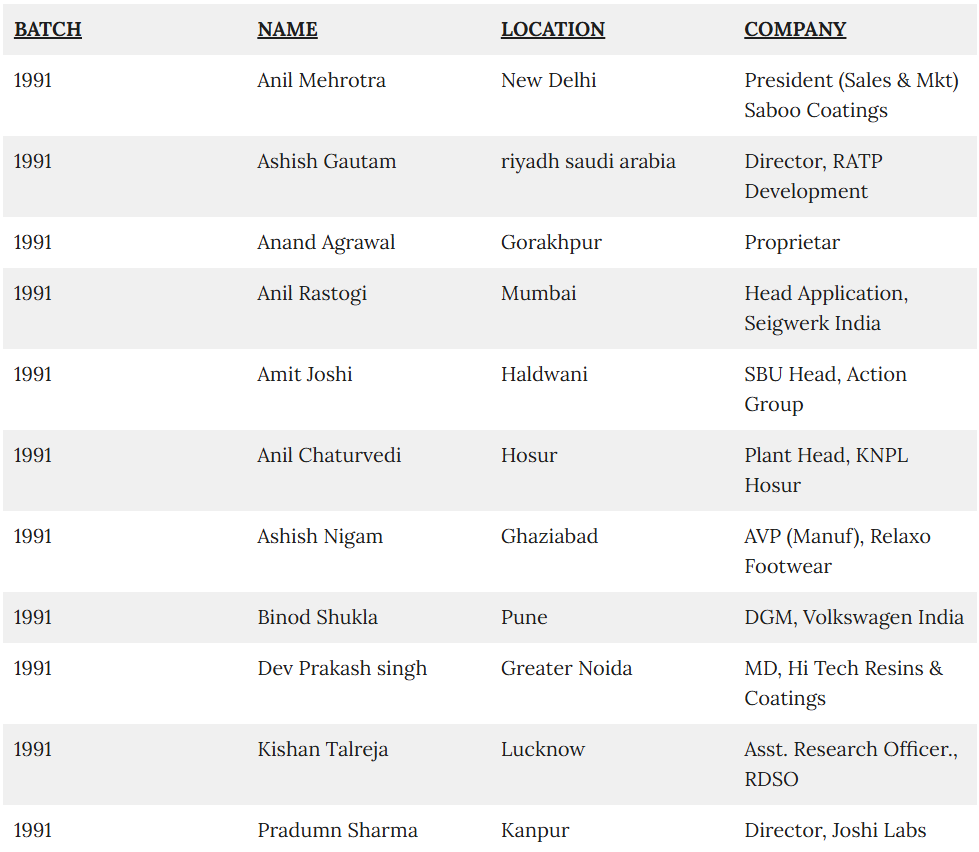 BATCH NAME LOCATION COMPANY
1991 Anil Mehrotra New Delhi President (Sales & Mkt)
Saboo Coatings
1991 Ashish Gautam riyadh saudi arabia Director, RATP
Development
1991 Anand Agrawal Gorakhpur Proprietar
1991 Anil Rastogi Mumbai Head Application,
Seigwerk India
1991 Amit Joshi Haldwani SBU Head, Action
Group
1991 Anil Chaturvedi Hosur Plant Head, KNPL
Hosur
1991 Ashish Nigam Ghaziabad AVP (Manuf), Relaxo
Footwear
1991 Binod Shukla Pune DGM, Volkswagen India
1991 Dev Prakash singh Greater Noida MD, Hi Tech Resins &
Coatings
1991 Kishan Talreja Lucknow Asst. Research Officer.,
RDSO
1991 Pradumn Sharma Kanpur Director, Joshi Labs